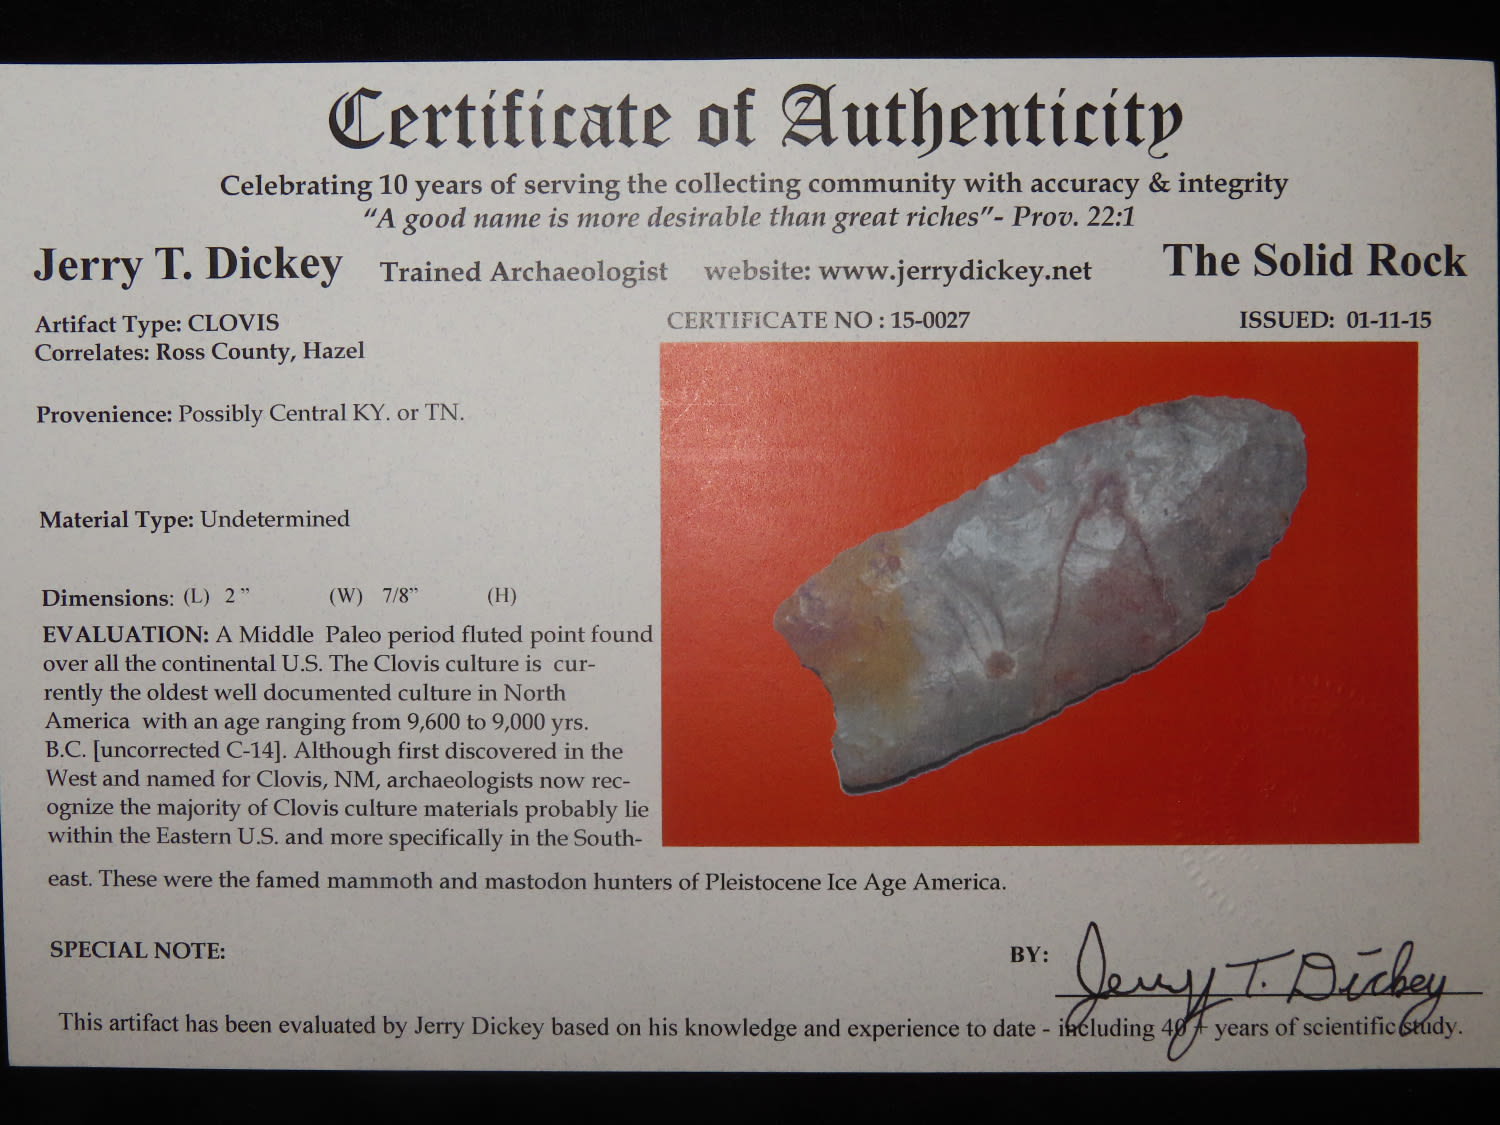 Certificate of Authenticity
Celebrating 10 years of serving the collecting community with accuracy & integrity
“A good name is more desirable than great riches”- Prov. 22:1
Jerry T. Dickey Trained Archaeologist website: www.jerrydickey.net The Solid Rock
Artifact Type: CLOVIS
Correlates: Ross County, Hazel
CERTIFICATE NO : 15-0027 ISSUED: 01-11-15
Provenience: Possibly Central KY. or TN.
Material Type: Undetermined
Dimensions: (L) 2 ” (W) 7/8” (H)
EVALUATION: A Middle Paleo period fluted point found
over all the continental U.S. The Clovis culture is cur-
rently the oldest well documented culture in North
America with an age ranging from 9,600 to 9,000 yrs.
B.C. [uncorrected C-14]. Although first discovered in the
West and named for Clovis, NM, archaeologists now rec-
ognize the majority of Clovis culture materials probably lie
within the Eastern U.S. and more specifically in the South-
east. These were the famed mammoth and mastodon hunters of Pleistocene Ice Age America.
SPECIAL NOTE:
BY: Jerry T. Dickey
This artifact has been evaluated by Jerry Dickey based on his knowledge and experience to date - including 40 + years of scientific study.